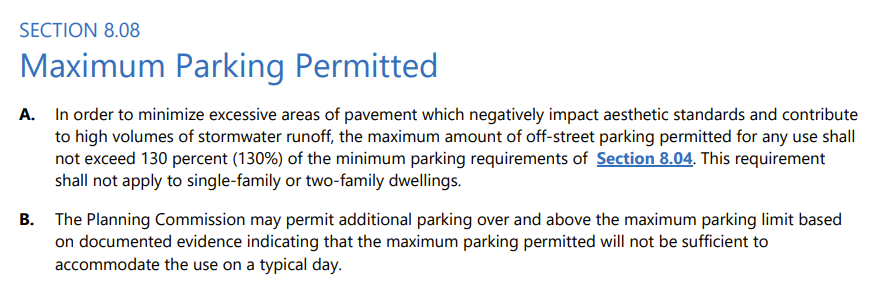 SECTION 8.08
Maximum Parking Permitted
A. In order to minimize excessive areas of pavement which negatively impact aesthetic standards and contribute
to high volumes of stormwater runoff, the maximum amount of off-street parking permitted for any use shall
not exceed 130 percent (130%) of the minimum parking requirements of Section 8.04. This requirement
shall not apply to single-family or two-family dwellings.
B. The Planning Commission may permit additional parking over and above the maximum parking limit based
on documented evidence indicating that the maximum parking permitted will not be sufficient to
accommodate the use on a typical day.